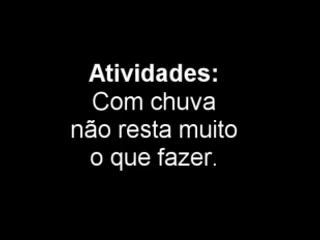 Atividades:
Com chuva
não resta muito
o que fazer.